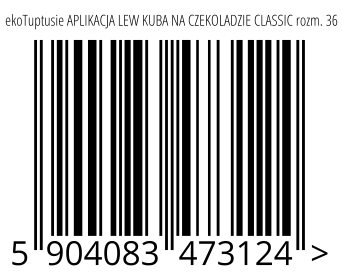 ekoTuptusie APLIKACJA LEW KUBA NA CZEKOLADZIE CLASSIC rozm. 36
5 904083 473124 >